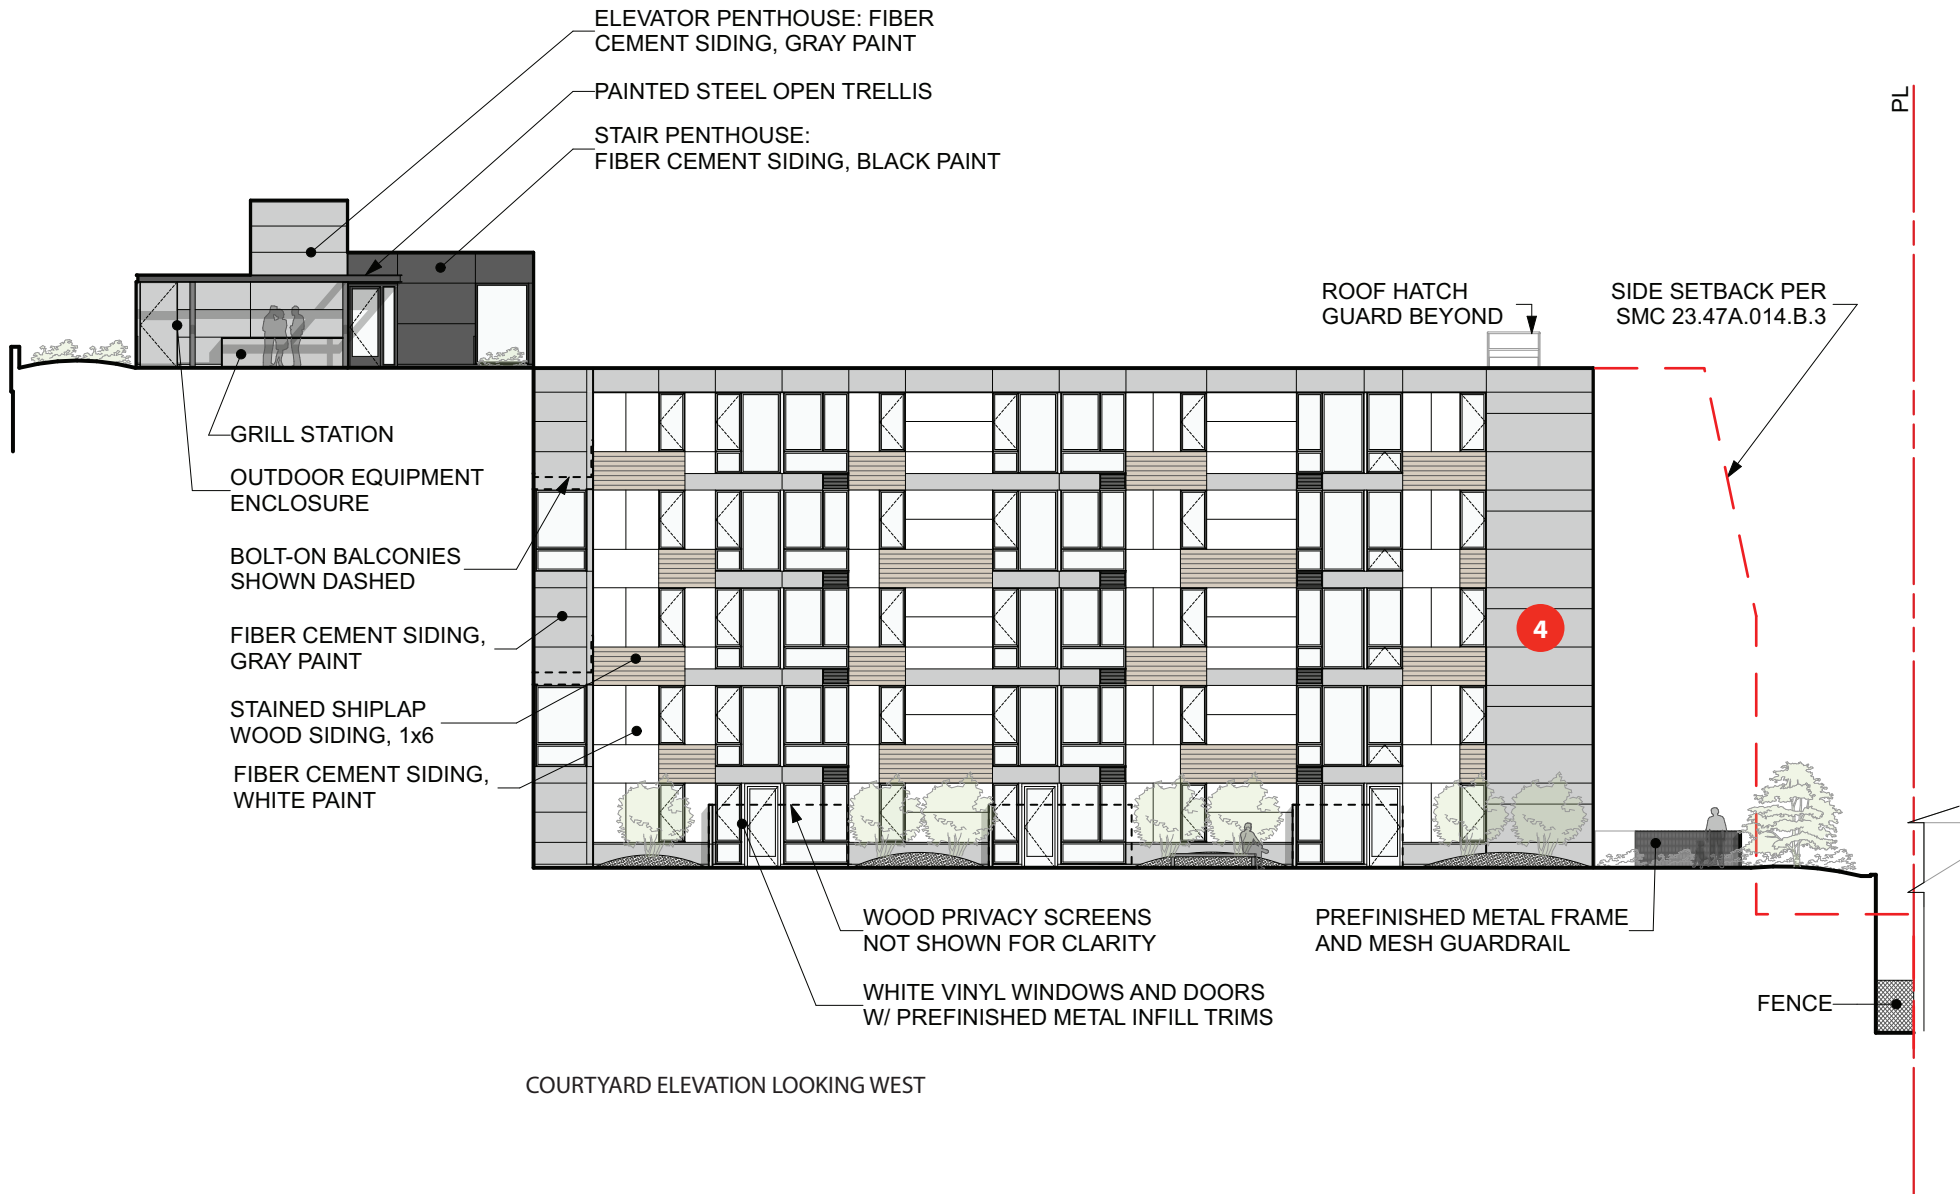 ELEVATOR PENTHOUSE: FIBER
CEMENT SIDING, GRAY PAINT
PAINTED STEEL OPEN TRELLIS
STAIR PENTHOUSE:
FIBER CEMENT SIDING, BLACK PAINT
PL
ROOF HATCH
GUARD BEYOND
SIDE SETBACK PER
SMC 23.47A.014.B.3
GRILL STATION
OUTDOOR EQUIPMENT
ENCLOSURE
BOLT-ON BALCONIES
SHOWN DASHED
FIBER CEMENT SIDING,
GRAY PAINT
4
STAINED SHIPLAP
WOOD SIDING, 1x6
FIBER CEMENT SIDING,
WHITE PAINT
WOOD PRIVACY SCREENS
NOT SHOWN FOR CLARITY
PREFINISHED METAL FRAME
AND MESH GUARDRAIL
WHITE VINYL WINDOWS AND DOORS
W/ PREFINISHED METAL INFILL TRIMS
FENCE
COURTYARD ELEVATION LOOKING WEST